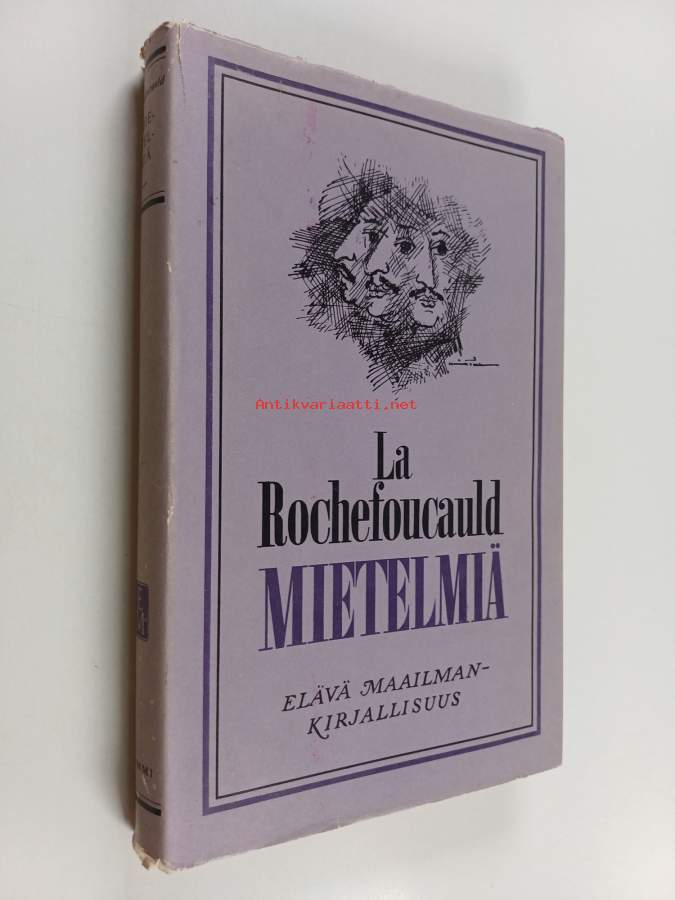 Antikvariaatti.net
La
Rochefoucauld
MIETELMIÄ
ELÄVÄ MAAILMAN-
KIRJALLISUUS